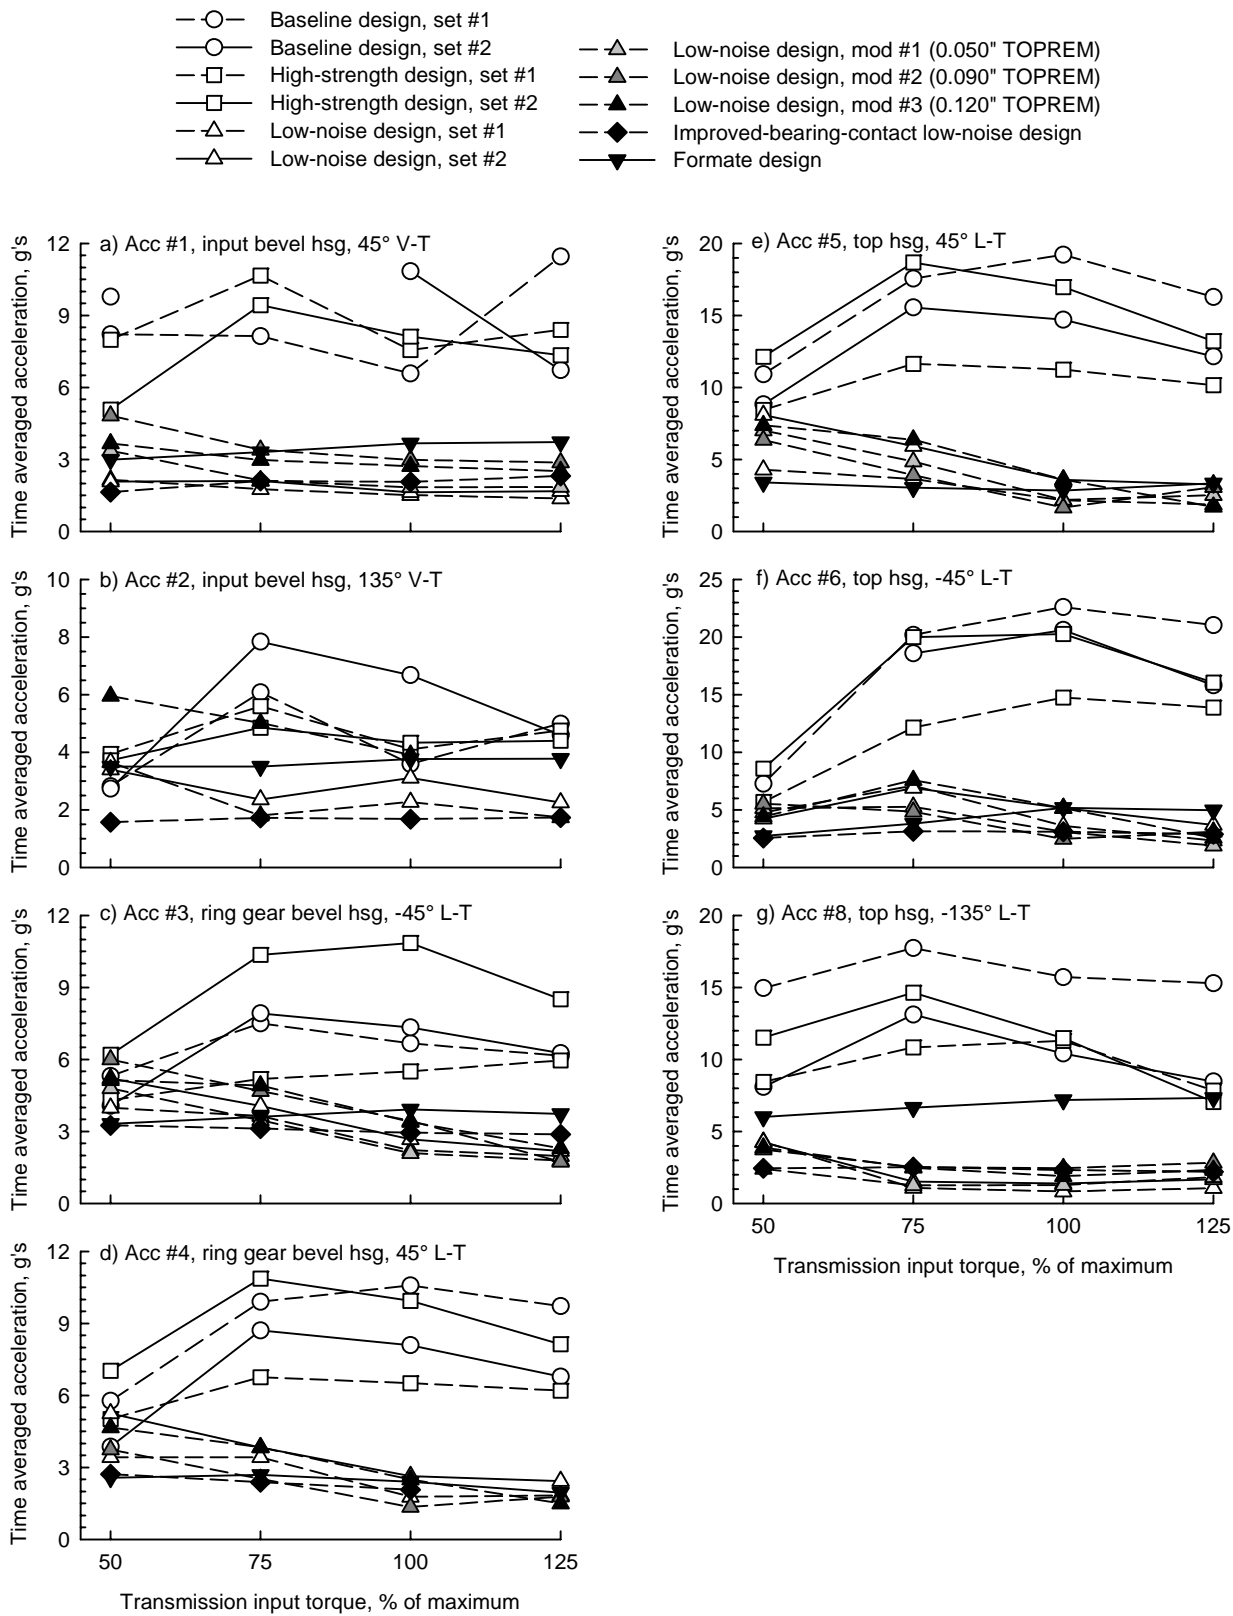 Baseline design, set #1
Baseline design, set #2
High-strength design, set #1
High-strength design, set #2
Low-noise design, set #1
Low-noise design, set #2
Low-noise design, mod #1 (0.050" TOPREM)
Low-noise design, mod #2 (0.090" TOPREM)
Low-noise design, mod #3 (0.120" TOPREM)
Improved-bearing-contact low-noise design
Formate design
a) Acc #1, input bevel hsg, 45° V-T
Time averaged acceleration, g's
12
9
6
3
0
b) Acc #2, input bevel hsg, 135° V-T
Time averaged acceleration, g's
10
8
6
4
2
0
c) Acc #3, ring gear bevel hsg, -45° L-T
Time averaged acceleration, g's
12
9
6
3
0
d) Acc #4, ring gear bevel hsg, 45° L-T
Time averaged acceleration, g's
12
9
6
3
0
50 75 100 125
Transmission input torque, % of maximum
e) Acc #5, top hsg, 45° L-T
Time averaged acceleration, g's
20
15
10
5
0
f) Acc #6, top hsg, -45° L-T
Time averaged acceleration, g's
25
20
15
10
5
0
g) Acc #8, top hsg, -135° L-T
Time averaged acceleration, g's
20
15
10
5
0
50 75 100 125
Transmission input torque, % of maximum